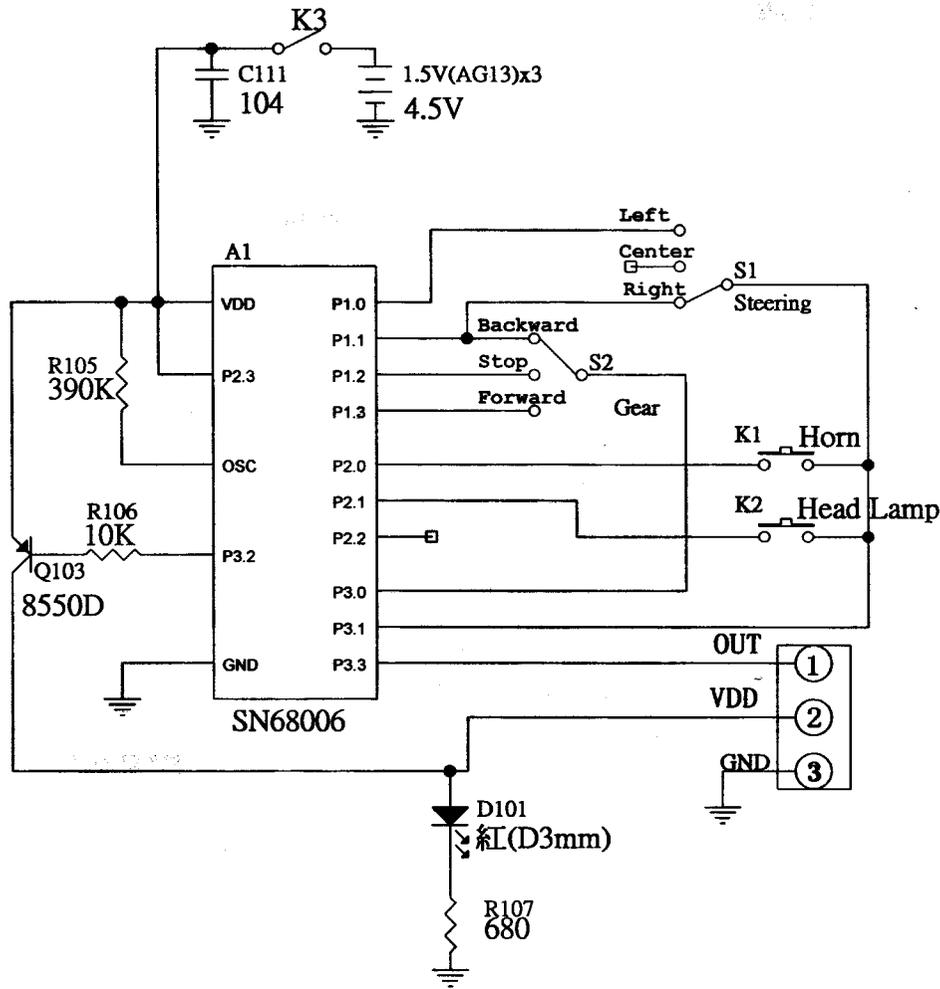 K3
C111
104
1.5V(AG13)x3
4.5V
A1
Left
Center
Right
S1
Steering
VDD
P1.0
P1.1
Backward
P2.3
P1.2
Stop
S2
P1.3
Forward
Gear
R105
390K
OSC
P2.0
K1
Horn
P2.1
K2
Head Lamp
R106
10K
P2.2
P3.2
Q103
8550D
P3.0
P3.1
GND
P3.3
OUT
1
SN68006
VDD
2
GND
3
D101
紅(D3mm)
R107
680